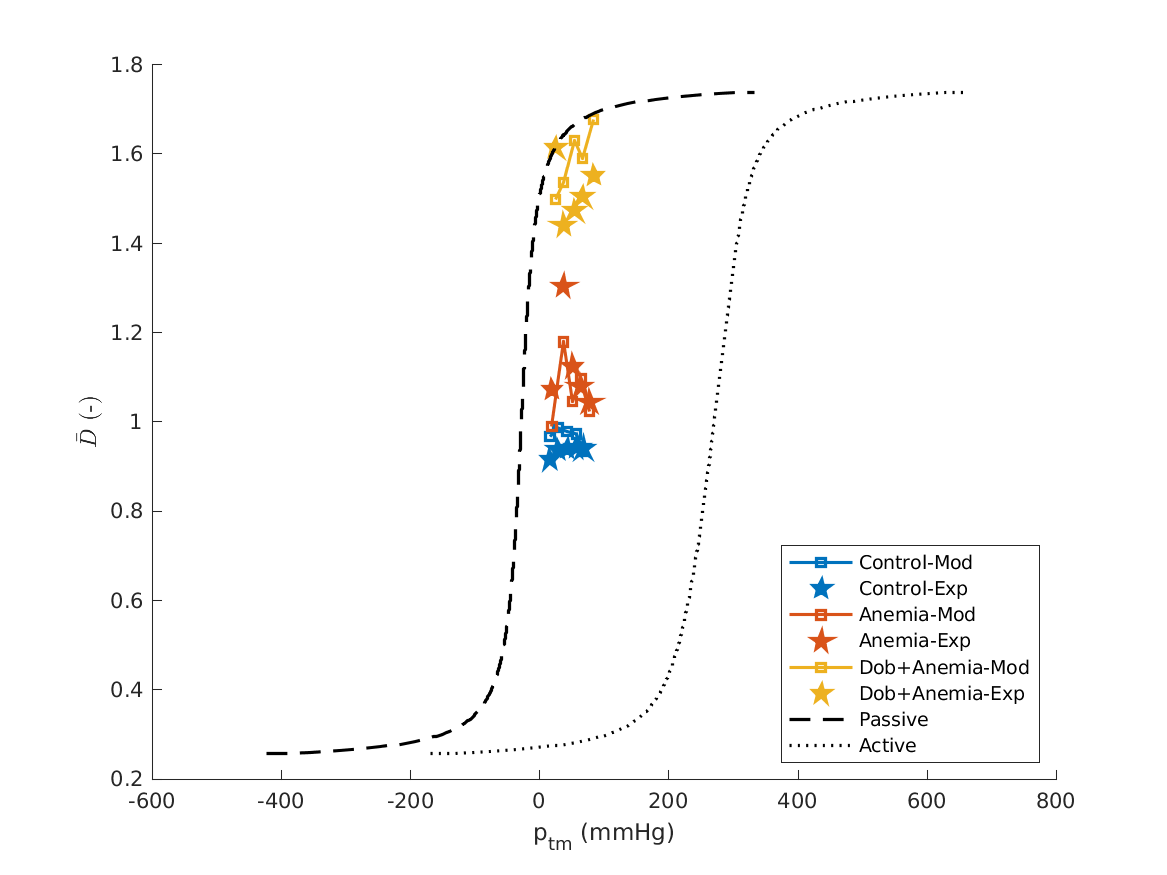 1.8
1.6
1.4
1.2
1
0.8
0.6
0.4
0.2
D̄ (-)
-600 -400 -200 0 200 400 600 800
p_tm (mmHg)
Control-Mod
Control-Exp
Anemia-Mod
Anemia-Exp
Dob+Anemia-Mod
Dob+Anemia-Exp
Passive
Active